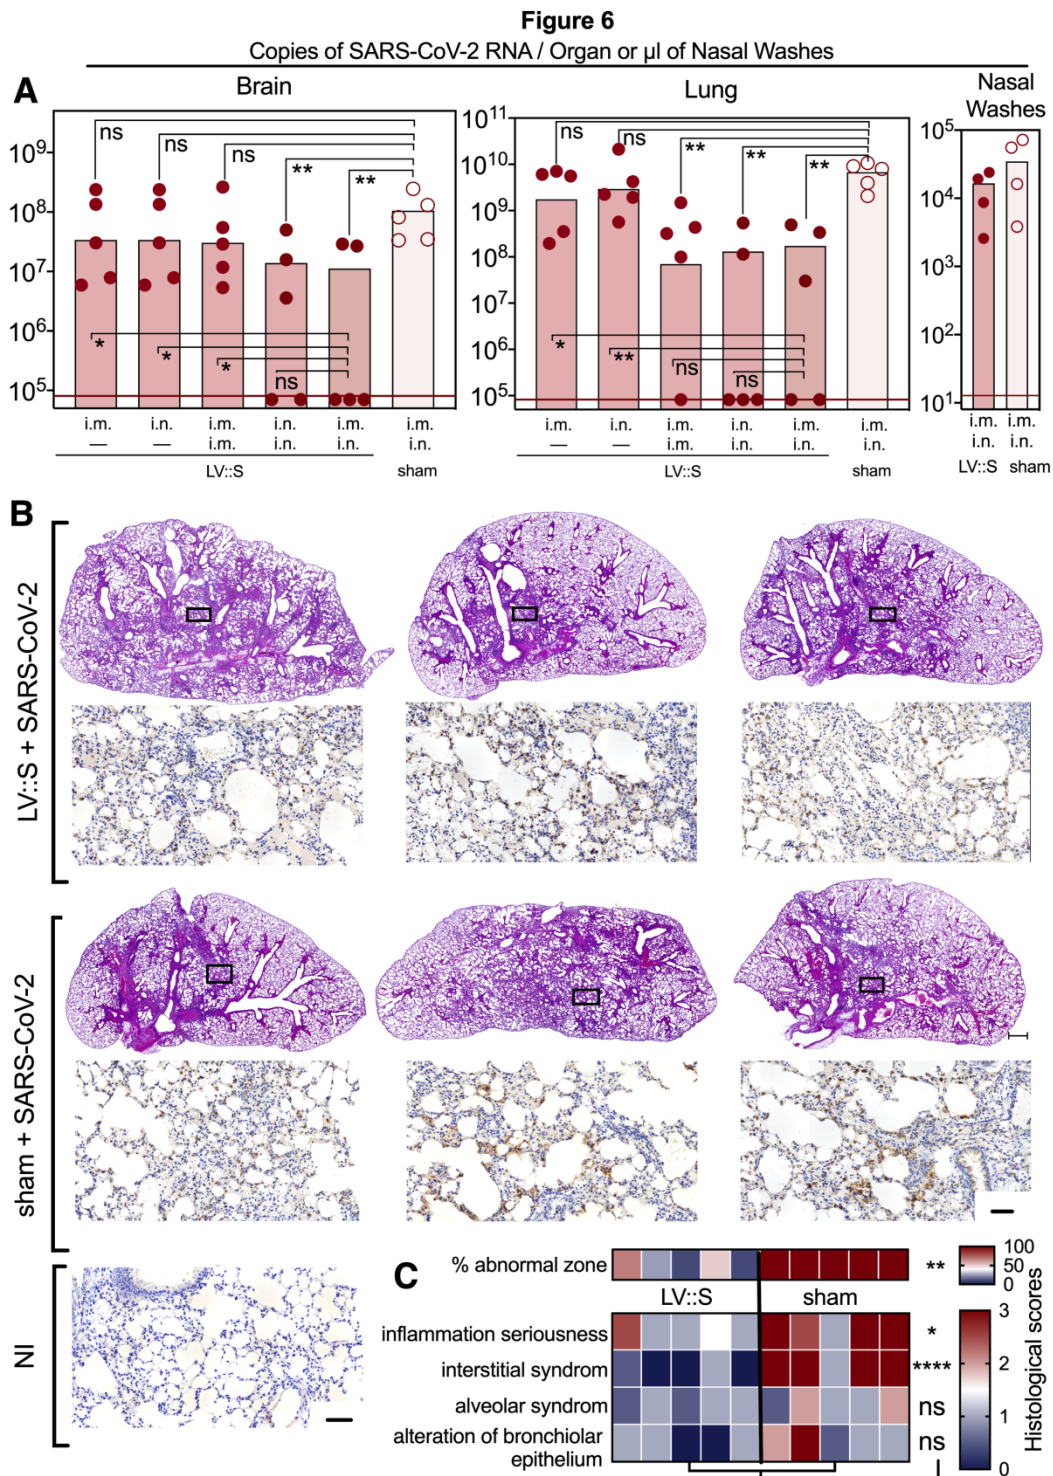 Figure 6
Copies of SARS-CoV-2 RNA / Organ or µl of Nasal Washes
A
Brain
10⁹
10⁸
10⁷
10⁶
10⁵
ns
ns
ns
**
**
*
*
*
ns
i.m. i.n. i.m. i.n. i.m. i.m.
— — i.m. i.n. i.n. i.n.
LV::S sham
Lung
10¹¹
10¹⁰
10⁹
10⁸
10⁷
10⁶
10⁵
ns
ns
**
**
**
*
**
ns
ns
i.m. i.n. i.m. i.n. i.m. i.m.
— — i.m. i.n. i.n. i.n.
LV::S sham
Nasal
Washes
10⁵
10⁴
10³
10²
10¹
i.m. i.m.
i.n. i.n.
LV::S sham
B
LV::S + SARS-CoV-2
sham + SARS-CoV-2
NI
C
% abnormal zone
**
100
50
0
LV::S sham
inflammation seriousness
*
interstitial syndrom
****
alveolar syndrom
ns
alteration of bronchiolar
epithelium
ns
3
2
1
0
Histological scores